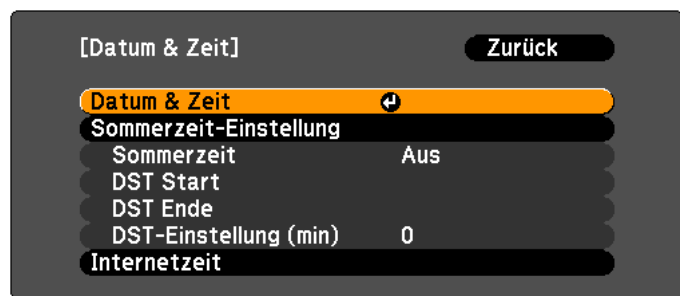 [Datum & Zeit] Zurück
Datum & Zeit
Sommerzeit-Einstellung
Sommerzeit Aus
DST Start
DST Ende
DST-Einstellung (min) 0
Internetzeit